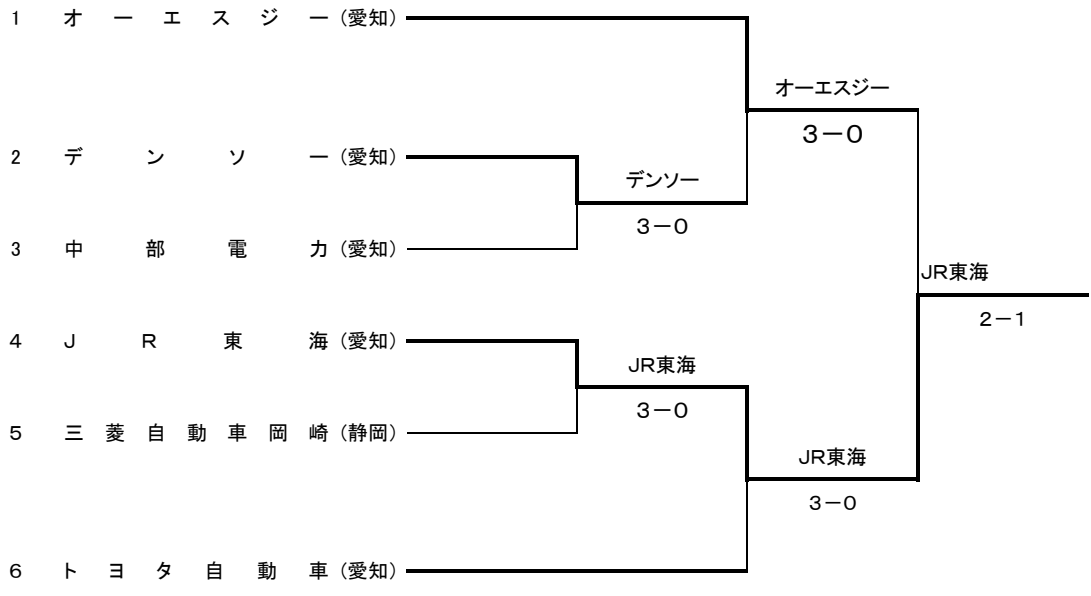 1 オーエスジー (愛知)
オーエスジー
3－0
2 デンソー (愛知)
デンソー
3－0
3 中部電力 (愛知)
JR東海
2－1
4 JR東海 (愛知)
JR東海
3－0
5 三菱自動車岡崎 (静岡)
JR東海
3－0
6 トヨタ自動車 (愛知)